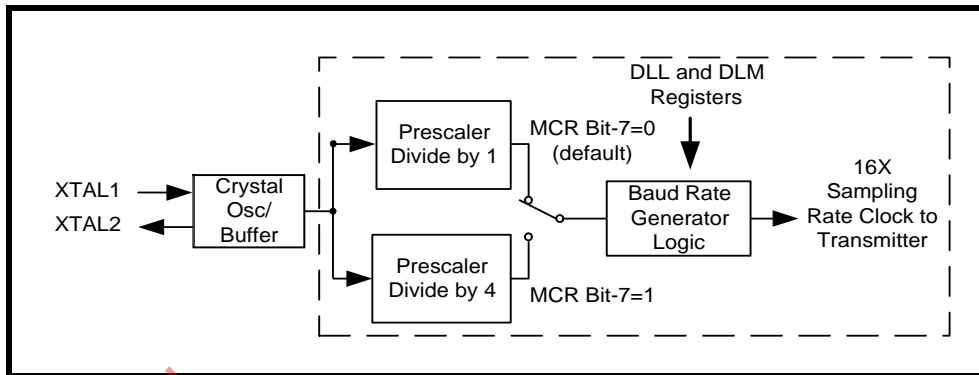 DLL and DLM
Registers
Prescaler
Divide by 1
MCR Bit-7=0
(default)
XTAL1
XTAL2
Crystal
Osc/
Buffer
Baud Rate
Generator
Logic
16X
Sampling
Rate Clock to
Transmitter
Prescaler
Divide by 4
MCR Bit-7=1